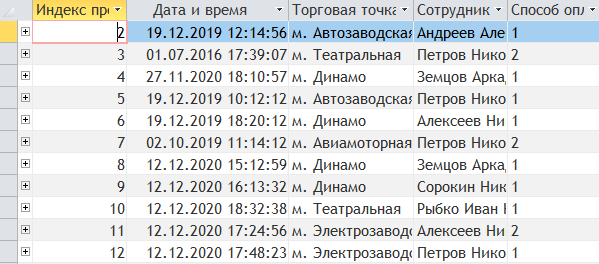 Индекс про Дата и время Торговая точка Сотрудник Способ опл
2 19.12.2019 12:14:56 м. Автозаводская Андреев Але 1
3 01.07.2016 17:39:07 м. Театральная Петров Нико 2
4 27.11.2020 18:10:57 м. Динамо Земцов Арка 1
5 19.12.2019 10:12:12 м. Автозаводская Петров Нико 1
6 19.12.2019 18:20:12 м. Динамо Алексеев Ни 1
7 02.10.2019 11:14:12 м. Авиамоторная Петров Нико 2
8 12.12.2020 15:12:59 м. Динамо Земцов Арка 1
9 12.12.2020 16:13:32 м. Динамо Сорокин Ник 1
10 12.12.2020 18:32:38 м. Театральная Рыбко Иван 1
11 12.12.2020 17:24:56 м. Электрозаводс Алексеев Ни 2
12 12.12.2020 17:48:23 м. Электрозаводс Петров Нико 1